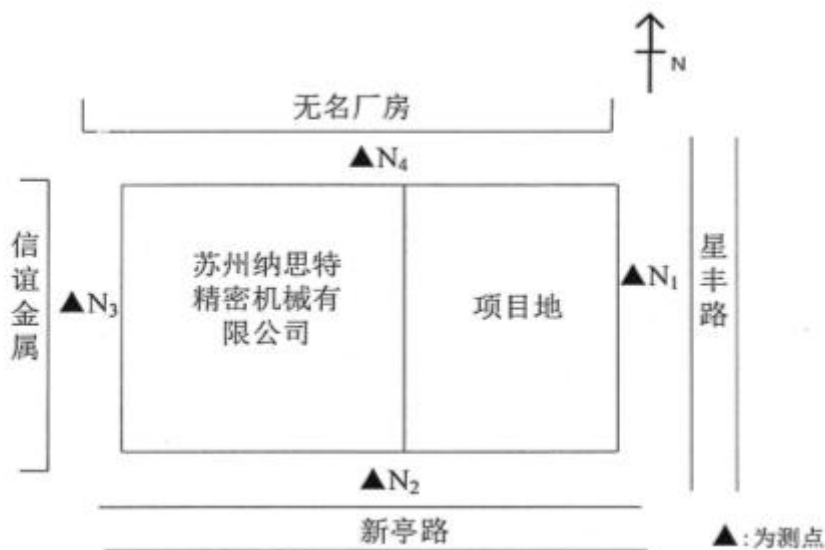 N
无名厂房
▲N₄
信谊金属
▲N₃
苏州纳思特
精密机械有
限公司
项目地
▲N₁
星丰路
▲N₂
新亭路
▲:为测点